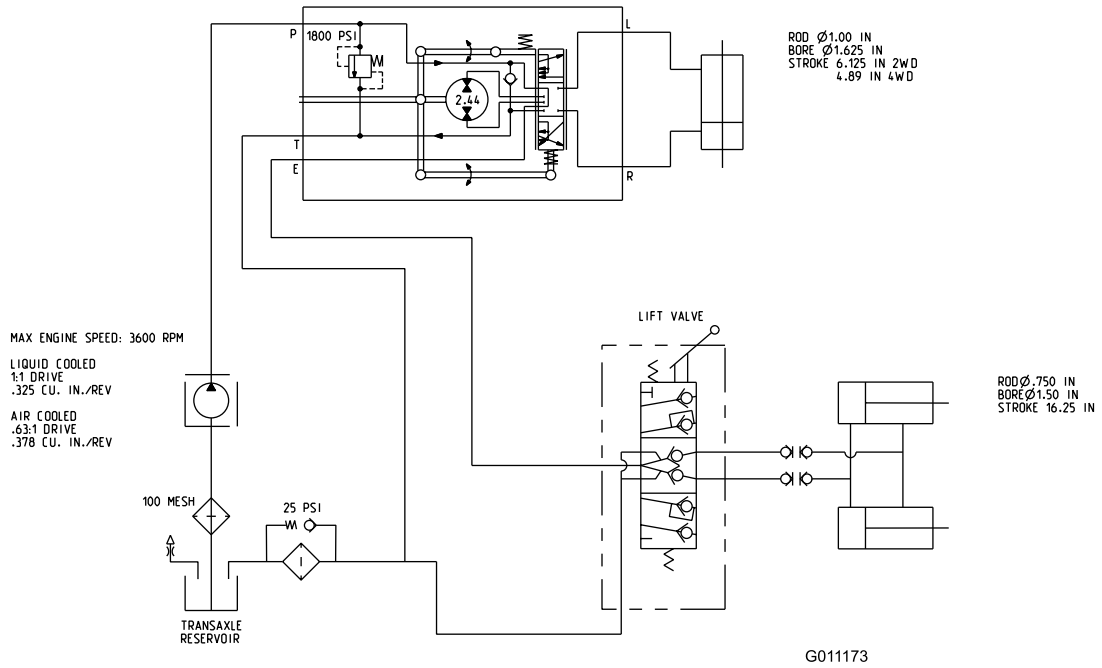 P
1800 PSI
L
ROD Ø1.00 IN
BORE Ø1.625 IN
STROKE 6.125 IN 2WD
4.89 IN 4WD
2.44
T
E
R
LIFT VALVE
MAX ENGINE SPEED: 3600 RPM
LIQUID COOLED
1:1 DRIVE
.325 CU. IN./REV
AIR COOLED
.63:1 DRIVE
.378 CU. IN./REV
RODØ.750 IN
BOREØ1.50 IN
STROKE 16.25 IN
100 MESH
25 PSI
TRANSAXLE
RESERVOIR
G011173